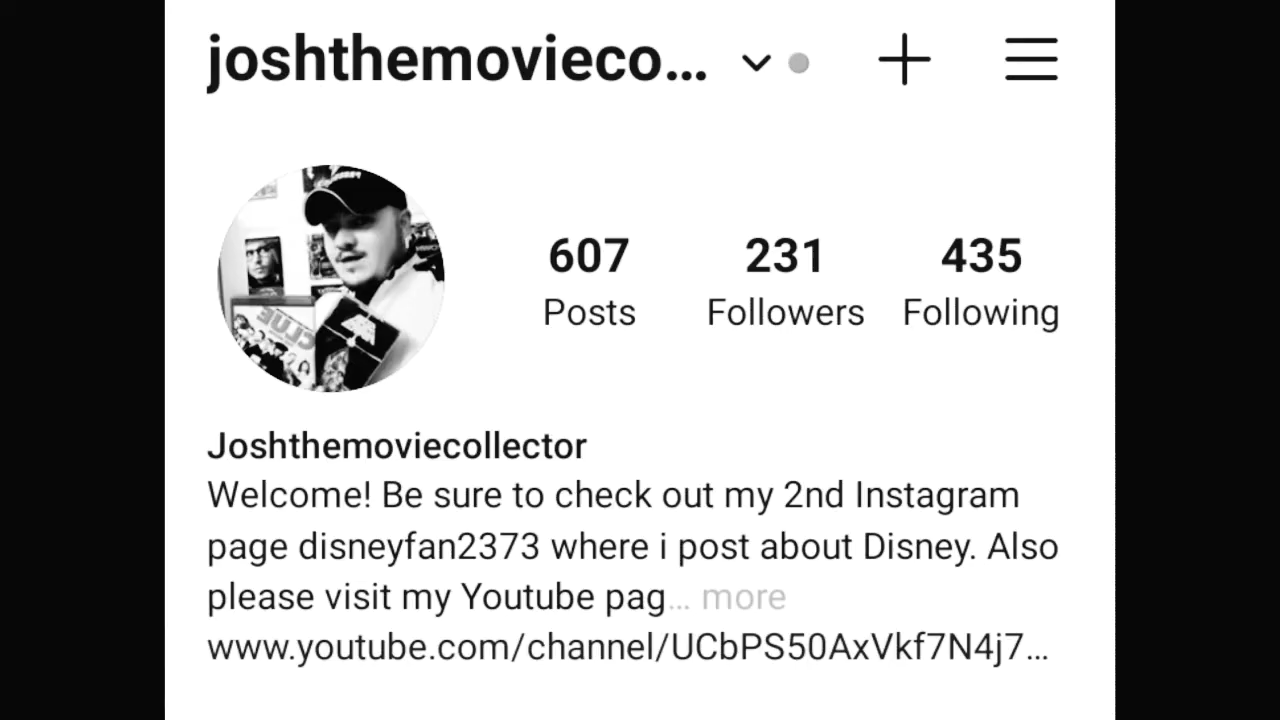 joshthemovieco...
607 231 435
Posts Followers Following
CLUE
Joshthemoviecollector
Welcome! Be sure to check out my 2nd Instagram
page disneyfan2373 where i post about Disney. Also
please visit my Youtube pag... more
www.youtube.com/channel/UCbPS50AxVkf7N4j7...